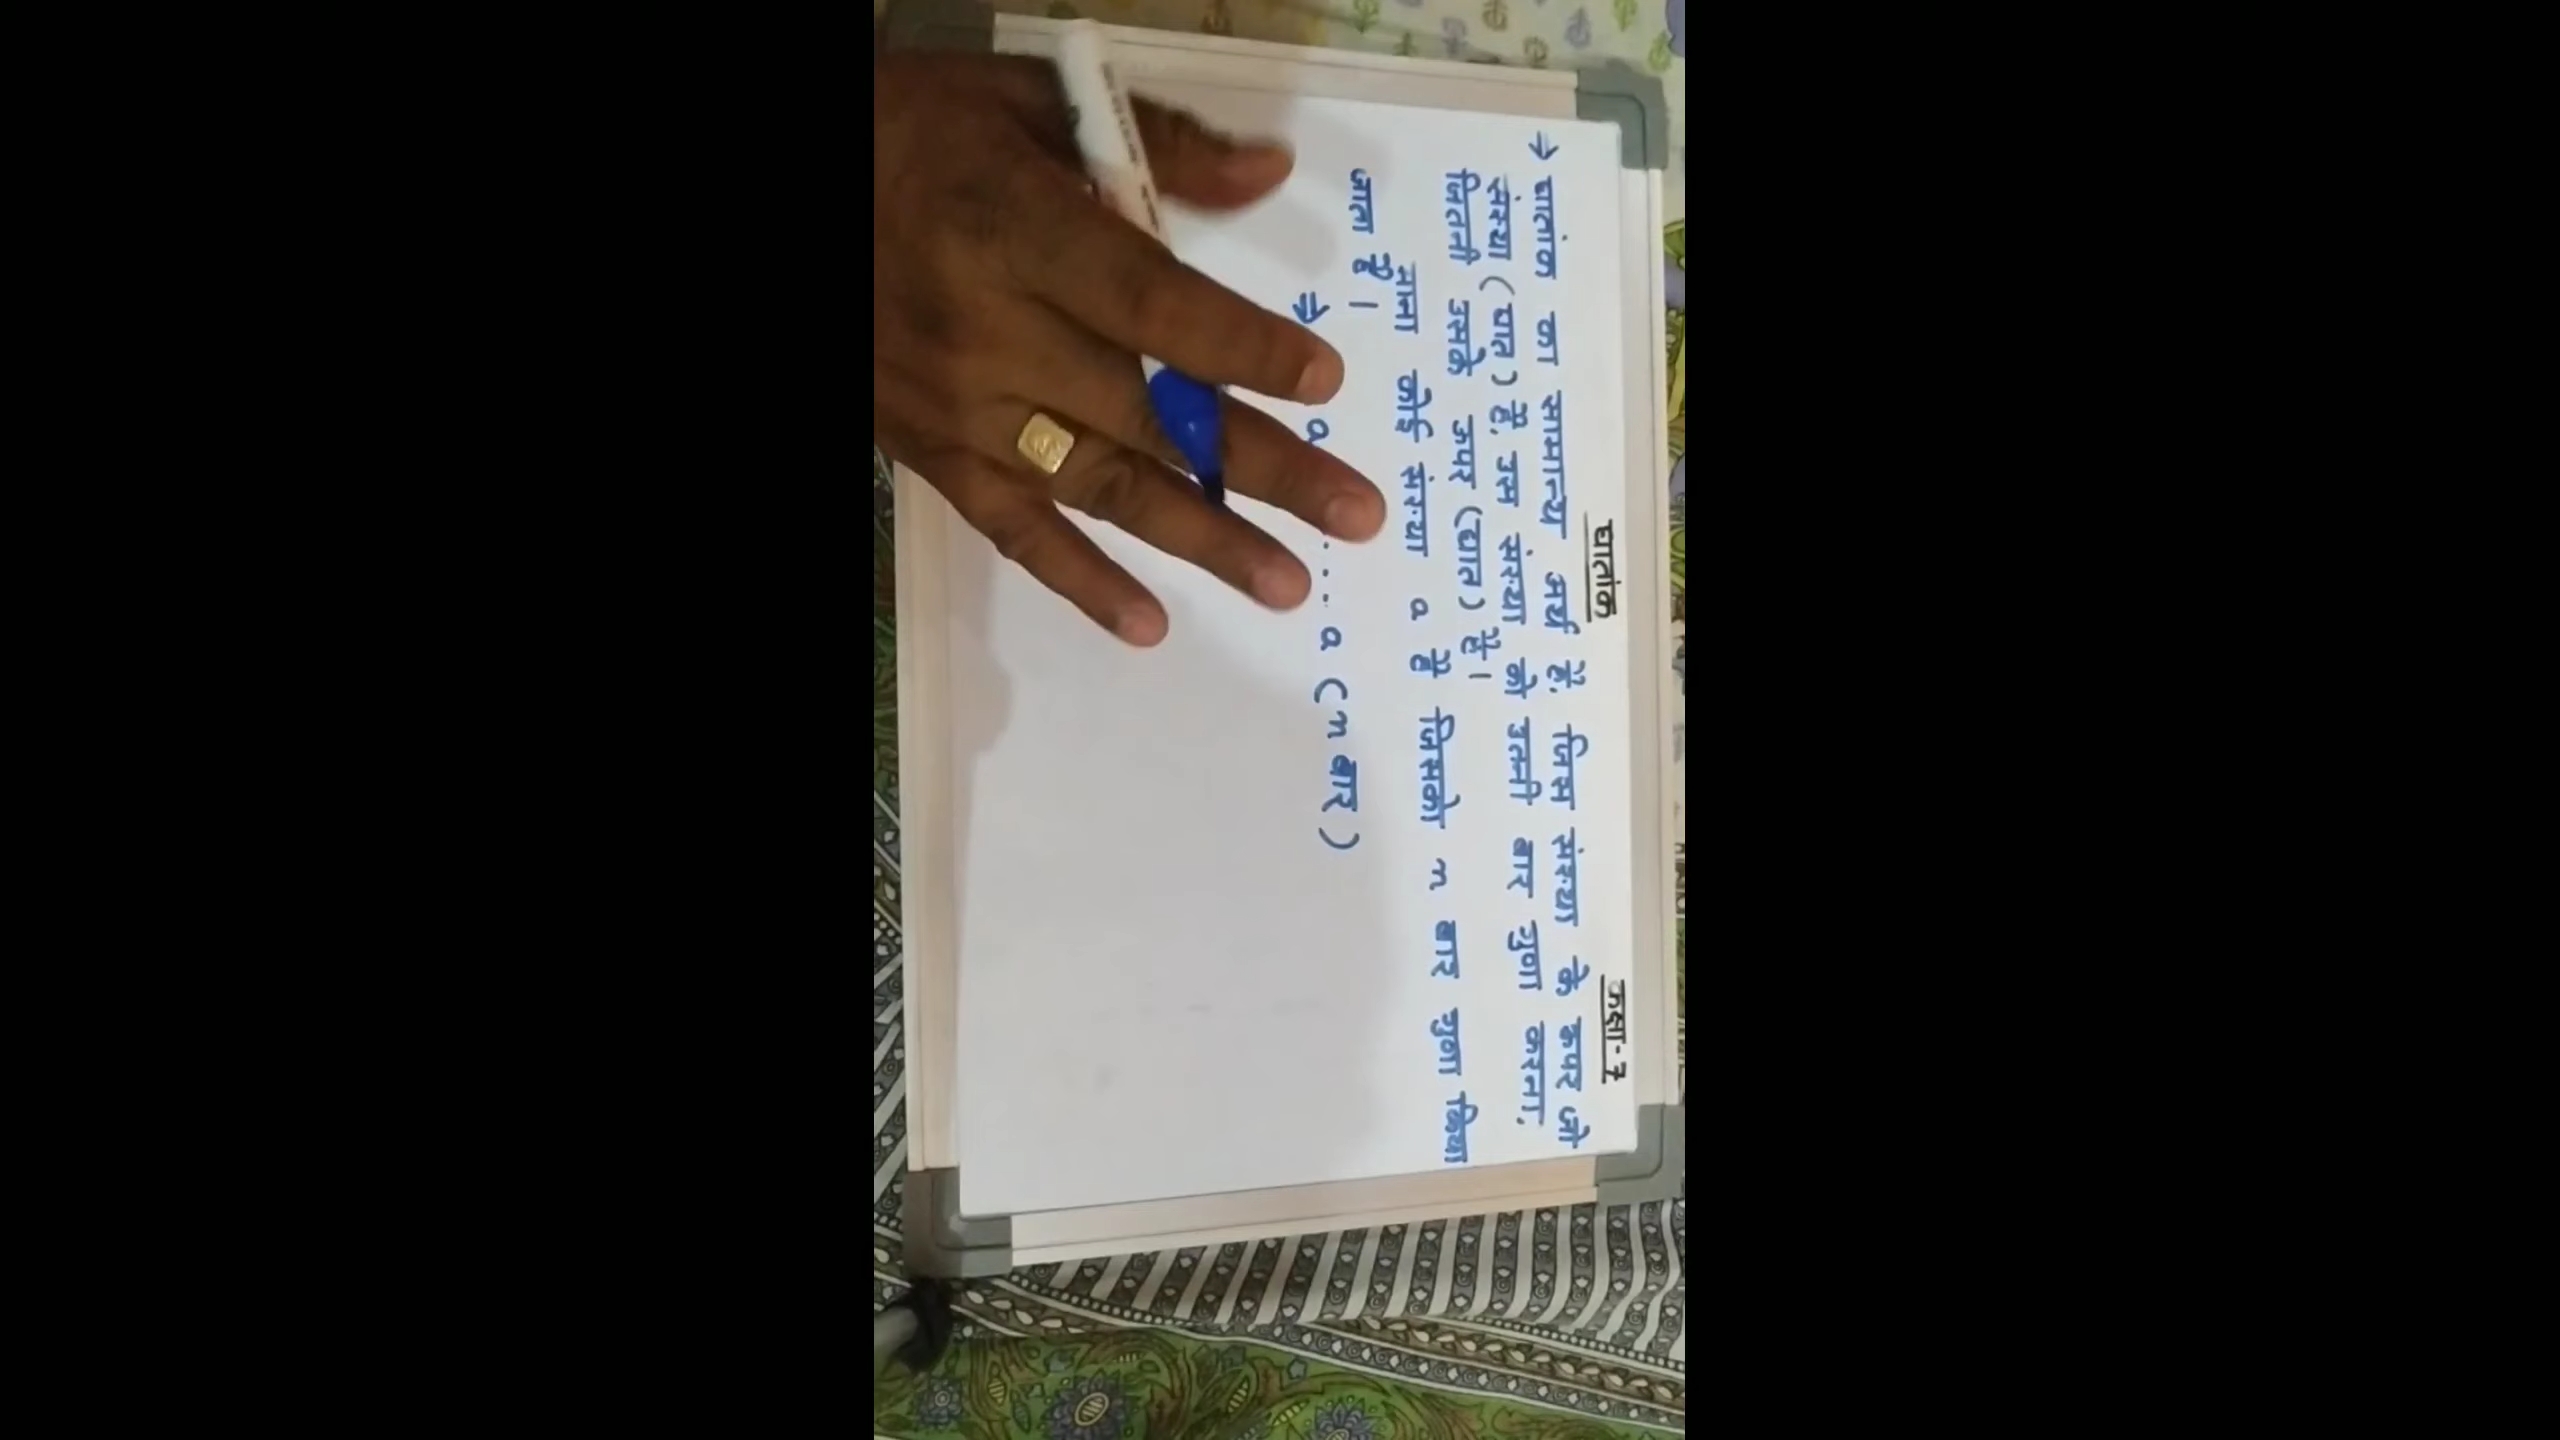 घातांक
कक्षा-7
→ घातांक का सामान्य अर्थ हैं. जिस संख्या के ऊपर जो
संख्या (घात) हैं. उस संख्या को उतनी बार गुणा करना.
जितनी उसके ऊपर (घात) हैं।
माना कोई संख्या a हैं जिसको n बार गुणा किया
जाता हैं।
⇒ a ..... a (n बार)